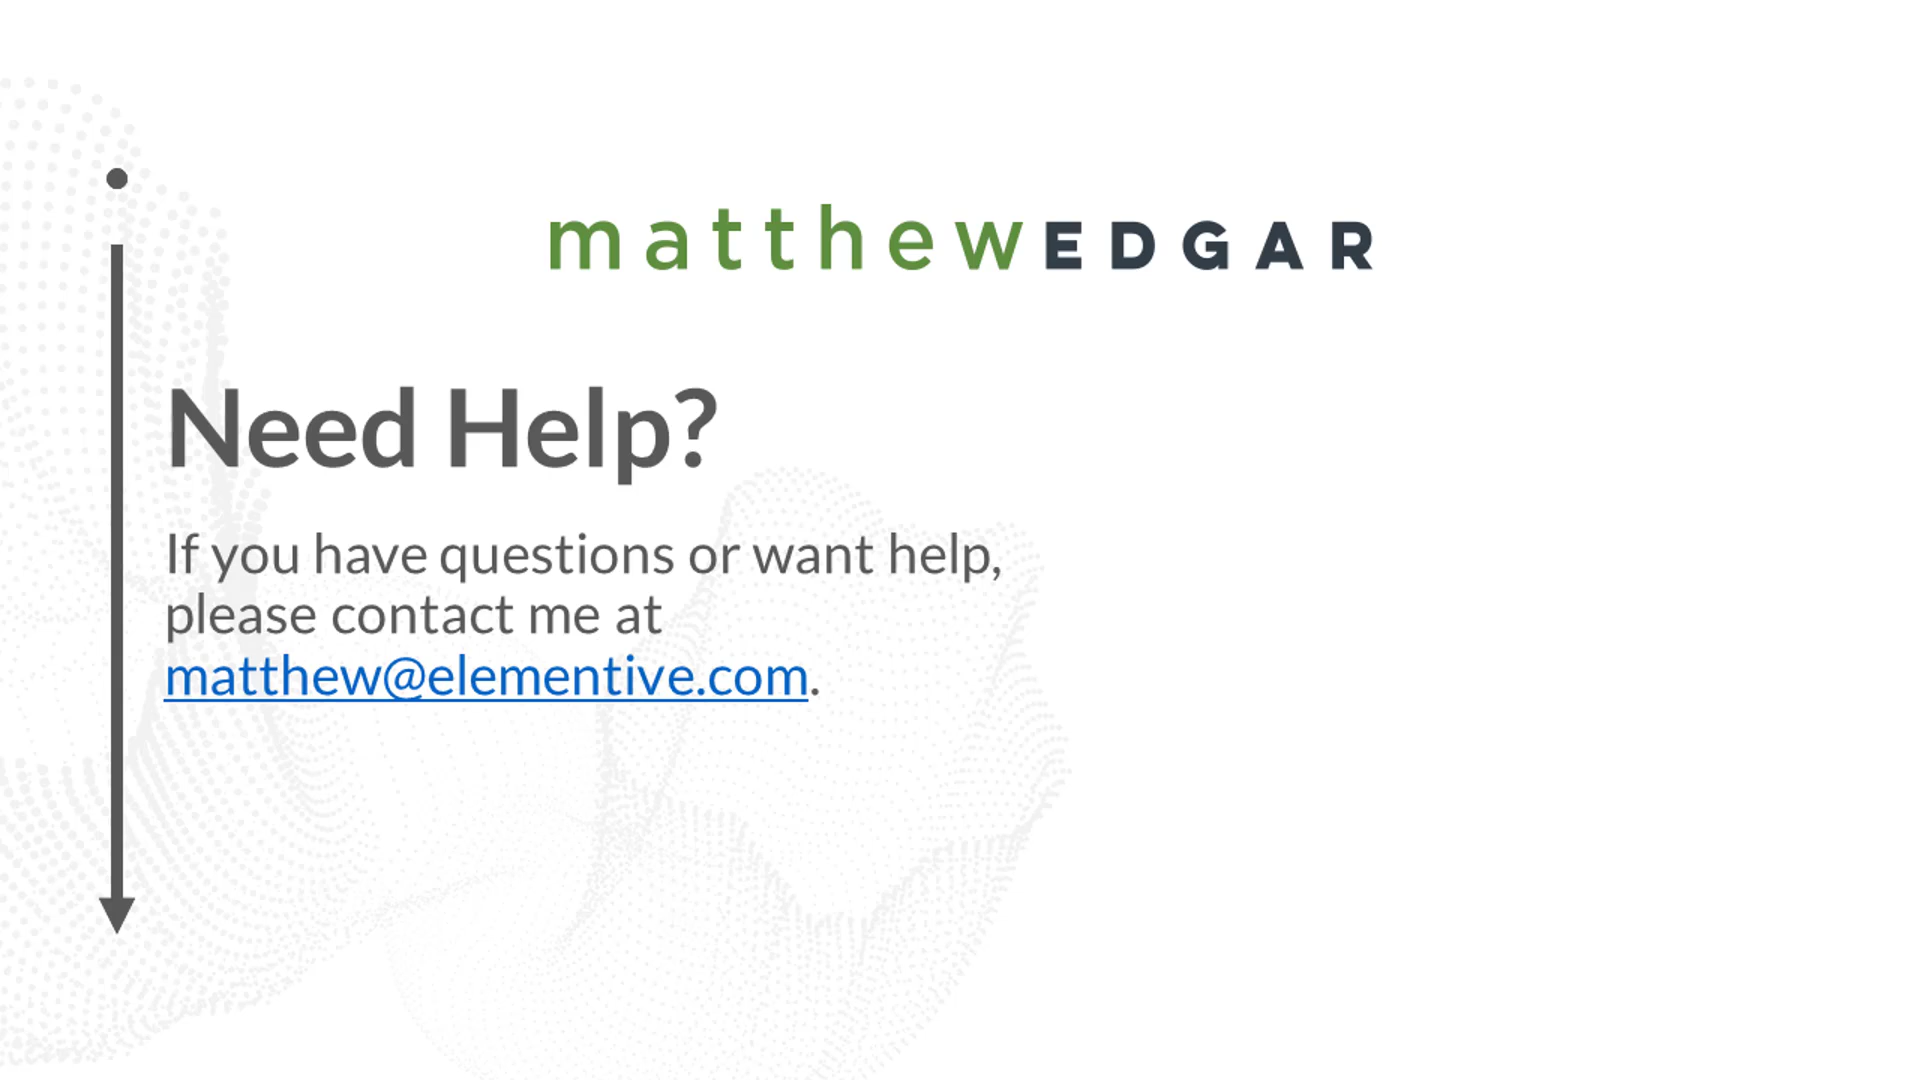 matthewEDGAR
Need Help?
If you have questions or want help,
please contact me at
matthew@elementive.com.